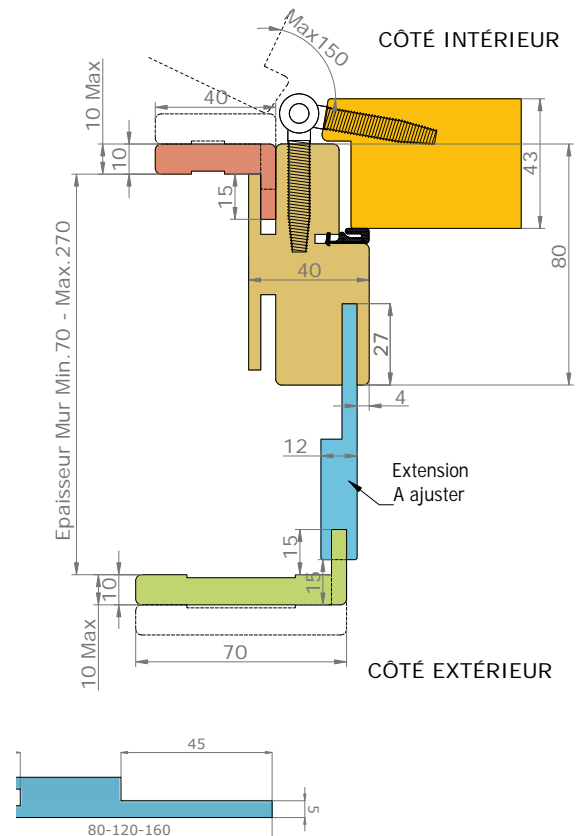 Max150
CÔTÉ INTÉRIEUR
10 Max
40
10
43
15
40
80
Epaisseur Mur Min.70 - Max.270
27
4
12
Extension
A ajuster
15
15
10
10 Max
70
CÔTÉ EXTÉRIEUR
45
5
80-120-160